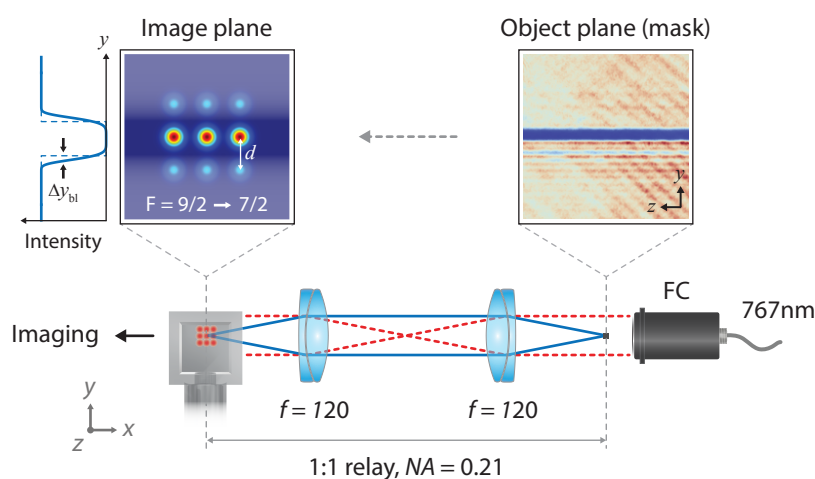 Image plane
Object plane (mask)
y
d
F = 9/2 → 7/2
Δy_bl
Intensity
y
z
FC
767nm
Imaging
f = 120
f = 120
y
z
x
1:1 relay, NA = 0.21